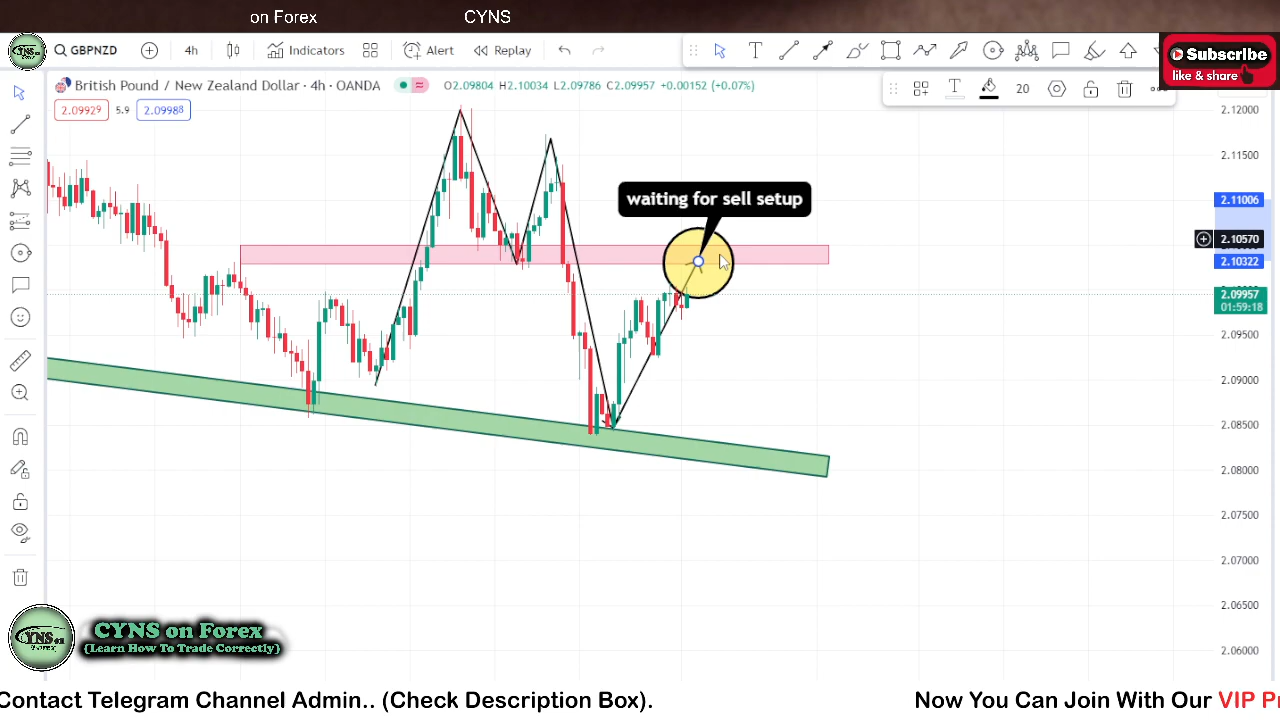 on Forex CYNS
GBPNZD 4h Indicators Alert Replay
Subscribe
like & share
British Pound / New Zealand Dollar · 4h · OANDA O2.09804 H2.10034 L2.09786 C2.09957 +0.00152 (+0.07%)
T 20
2.09929 5.9 2.09988
2.12000
2.11500
waiting for sell setup
2.11006
2.10570
2.10322
2.09957
01:59:18
2.09500
2.09000
2.08500
2.08000
2.07500
2.07000
2.06500
2.06000
CYNS on Forex
{Learn How To Trade Correctly}
Contact Telegram Channel Admin.. (Check Description Box). Now You Can Join With Our VIP